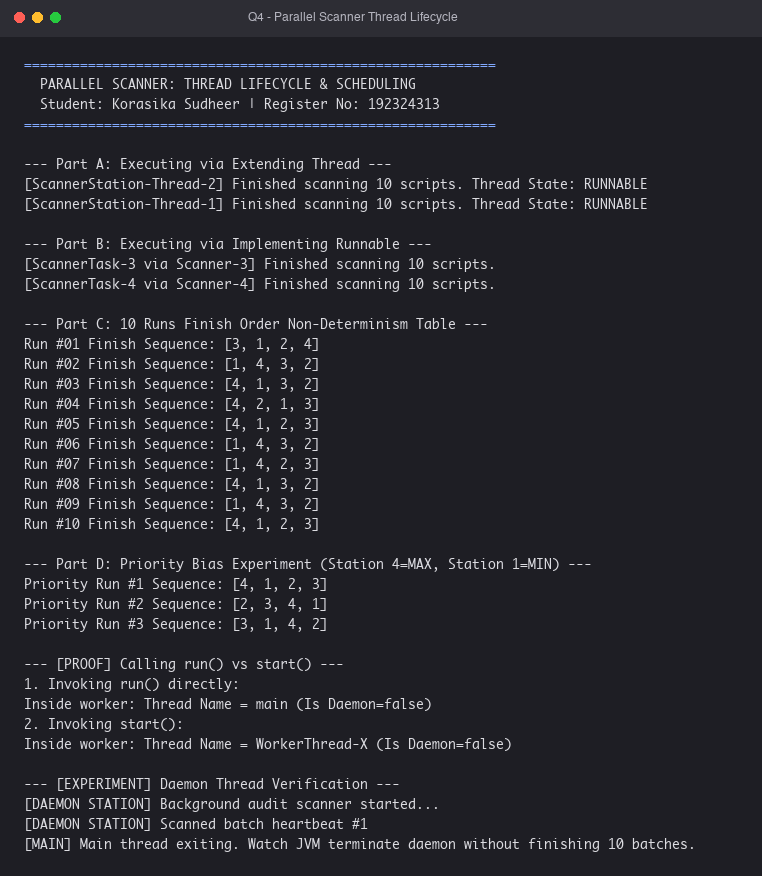 Q4 - Parallel Scanner Thread Lifecycle
===========================================================
PARALLEL SCANNER: THREAD LIFECYCLE & SCHEDULING
Student: Korasika Sudheer | Register No: 192324313
===========================================================
--- Part A: Executing via Extending Thread ---
[ScannerStation-Thread-2] Finished scanning 10 scripts. Thread State: RUNNABLE
[ScannerStation-Thread-1] Finished scanning 10 scripts. Thread State: RUNNABLE
--- Part B: Executing via Implementing Runnable ---
[ScannerTask-3 via Scanner-3] Finished scanning 10 scripts.
[ScannerTask-4 via Scanner-4] Finished scanning 10 scripts.
--- Part C: 10 Runs Finish Order Non-Determinism Table ---
Run #01 Finish Sequence: [3, 1, 2, 4]
Run #02 Finish Sequence: [1, 4, 3, 2]
Run #03 Finish Sequence: [4, 1, 3, 2]
Run #04 Finish Sequence: [4, 2, 1, 3]
Run #05 Finish Sequence: [4, 1, 2, 3]
Run #06 Finish Sequence: [1, 4, 3, 2]
Run #07 Finish Sequence: [1, 4, 2, 3]
Run #08 Finish Sequence: [4, 1, 3, 2]
Run #09 Finish Sequence: [1, 4, 3, 2]
Run #10 Finish Sequence: [4, 1, 2, 3]
--- Part D: Priority Bias Experiment (Station 4=MAX, Station 1=MIN) ---
Priority Run #1 Sequence: [4, 1, 2, 3]
Priority Run #2 Sequence: [2, 3, 4, 1]
Priority Run #3 Sequence: [3, 1, 4, 2]
--- [PROOF] Calling run() vs start() ---
1. Invoking run() directly:
Inside worker: Thread Name = main (Is Daemon=false)
2. Invoking start():
Inside worker: Thread Name = WorkerThread-X (Is Daemon=false)
--- [EXPERIMENT] Daemon Thread Verification ---
[DAEMON STATION] Background audit scanner started...
[DAEMON STATION] Scanned batch heartbeat #1
[MAIN] Main thread exiting. Watch JVM terminate daemon without finishing 10 batches.